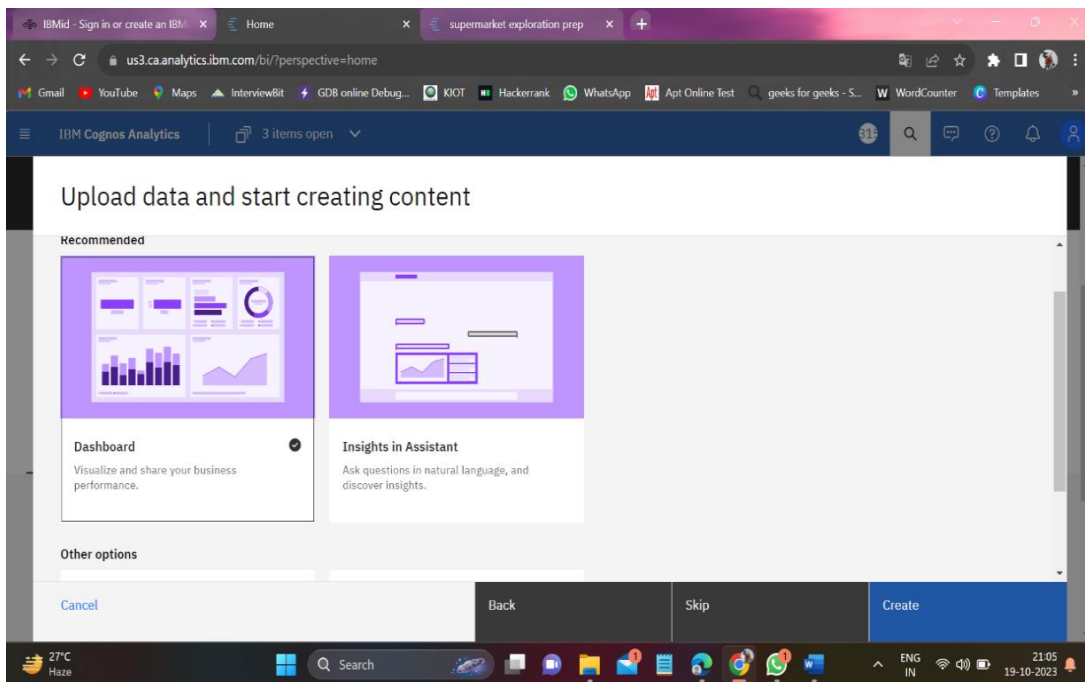 IBMid - Sign in or create an IBM
Home
supermarket exploration prep
us3.ca.analytics.ibm.com/bi/?perspective=home
Gmail YouTube Maps InterviewBit GDB online Debug... KIOT Hackerrank WhatsApp Apt Online Test geeks for geeks - S... WordCounter Templates »
IBM Cognos Analytics 3 items open
Upload data and start creating content
Recommended
Dashboard
Visualize and share your business
performance.
Insights in Assistant
Ask questions in natural language, and
discover insights.
Other options
Cancel Back Skip Create
27°C
Haze
Search
ENG
IN
21:05
19-10-2023